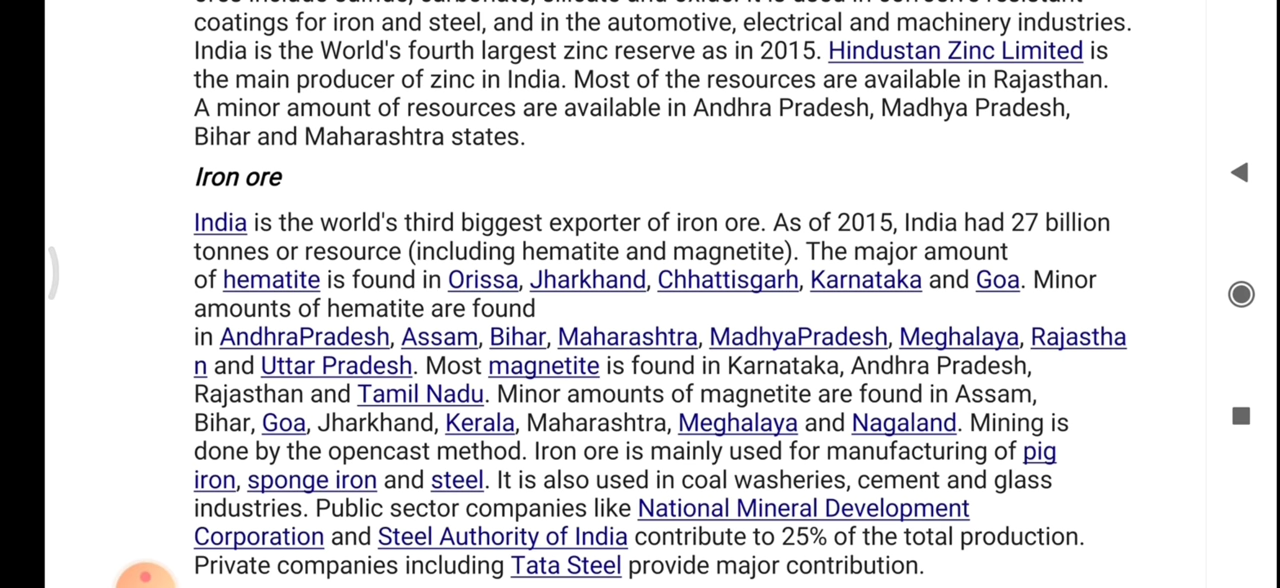 coatings for iron and steel, and in the automotive, electrical and machinery industries.
India is the World's fourth largest zinc reserve as in 2015. Hindustan Zinc Limited is
the main producer of zinc in India. Most of the resources are available in Rajasthan.
A minor amount of resources are available in Andhra Pradesh, Madhya Pradesh,
Bihar and Maharashtra states.
Iron ore
India is the world's third biggest exporter of iron ore. As of 2015, India had 27 billion
tonnes or resource (including hematite and magnetite). The major amount
of hematite is found in Orissa, Jharkhand, Chhattisgarh, Karnataka and Goa. Minor
amounts of hematite are found
in AndhraPradesh, Assam, Bihar, Maharashtra, MadhyaPradesh, Meghalaya, Rajastha
n and Uttar Pradesh. Most magnetite is found in Karnataka, Andhra Pradesh,
Rajasthan and Tamil Nadu. Minor amounts of magnetite are found in Assam,
Bihar, Goa, Jharkhand, Kerala, Maharashtra, Meghalaya and Nagaland. Mining is
done by the opencast method. Iron ore is mainly used for manufacturing of pig
iron, sponge iron and steel. It is also used in coal washeries, cement and glass
industries. Public sector companies like National Mineral Development
Corporation and Steel Authority of India contribute to 25% of the total production.
Private companies including Tata Steel provide major contribution.